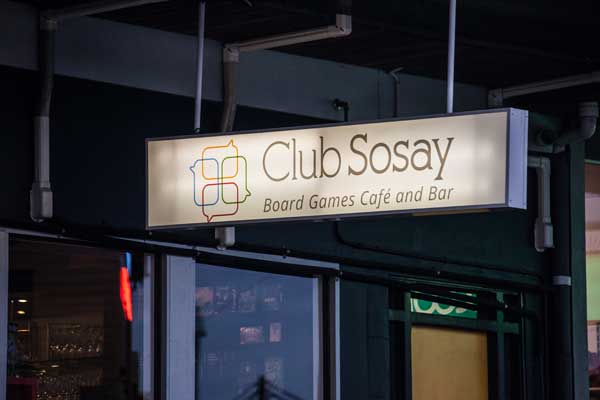 Club Sosay
Board Games Café and Bar